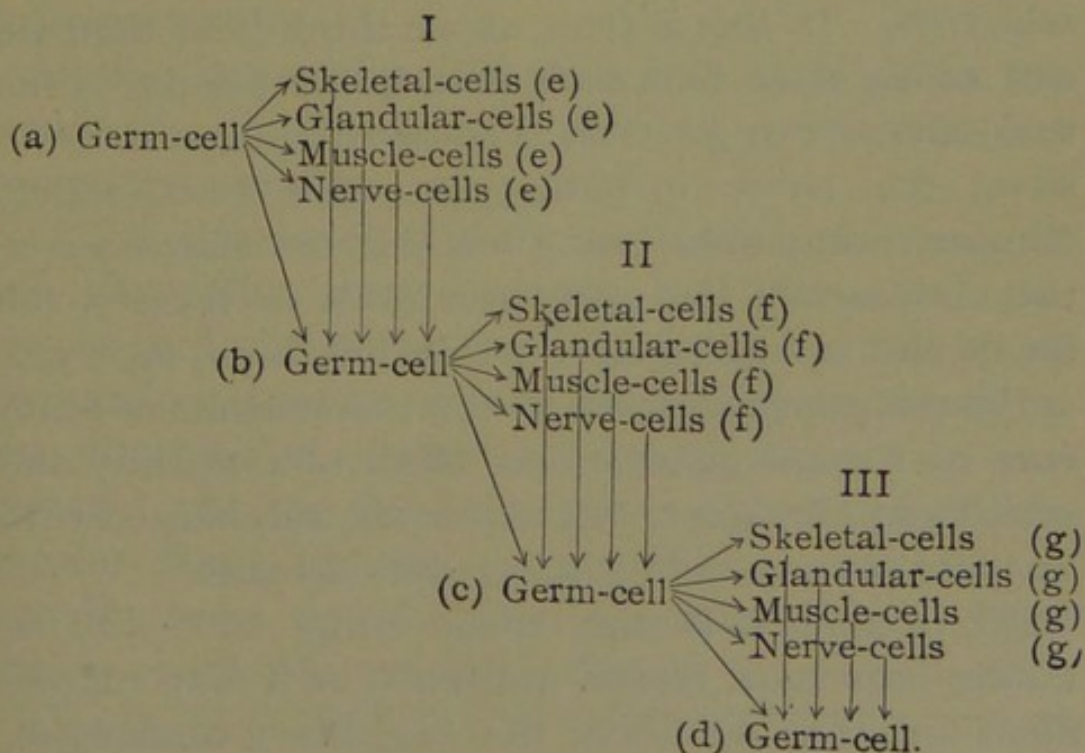 I
Skeletal-cells (e)
Glandular-cells (e)
(a) Germ-cell
Muscle-cells (e)
Nerve-cells (e)
II
Skeletal-cells (f)
Glandular-cells (f)
(b) Germ-cell
Muscle-cells (f)
Nerve-cells (f)
III
Skeletal-cells (g)
Glandular-cells (g)
(c) Germ-cell
Muscle-cells (g)
Nerve-cells (g,
(d) Germ-cell.